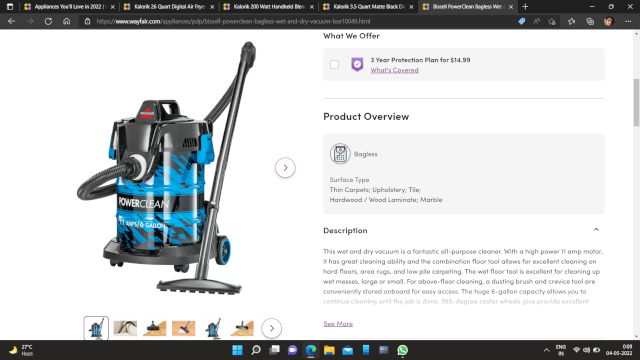 Appliances You'll Love in 2022 |
Kalorik 26 Quart Digital Air Fryer
Kalorik 200 Watt Handheld Blend
Kalorik 3.5 Quart Matte Black Di
Bissell PowerClean Bagless Wet a
https://www.wayfair.com/appliances/pdp/bissell-powerclean-bagless-wet-and-dry-vacuum-bse10049.html
What We Offer
3 Year Protection Plan for $14.99
What's Covered
Product Overview
Bagless
Surface Type
Thin Carpets; Upholstery; Tile;
Hardwood / Wood Laminate; Marble
Description
This wet and dry vacuum is a fantastic all-purpose cleaner. With a high power 11 amp motor,
it has great cleaning ability and the combination floor tool allows for excellent cleaning on
hard floors, area rugs, and low pile carpeting. The wet floor tool is excellent for cleaning up
wet messes, large or small. For above-floor cleaning, a dusting brush and crevice tool are
conveniently stored onboard for easy access. The huge 6-gallon capacity allows you to
continue cleaning until the job is done. 360-degree caster wheels give provide excellent
See More
POWERCLEAN
11 AMPS/6 GALLON
27°C
Haze
ENG
IN
0:09
04-05-2022